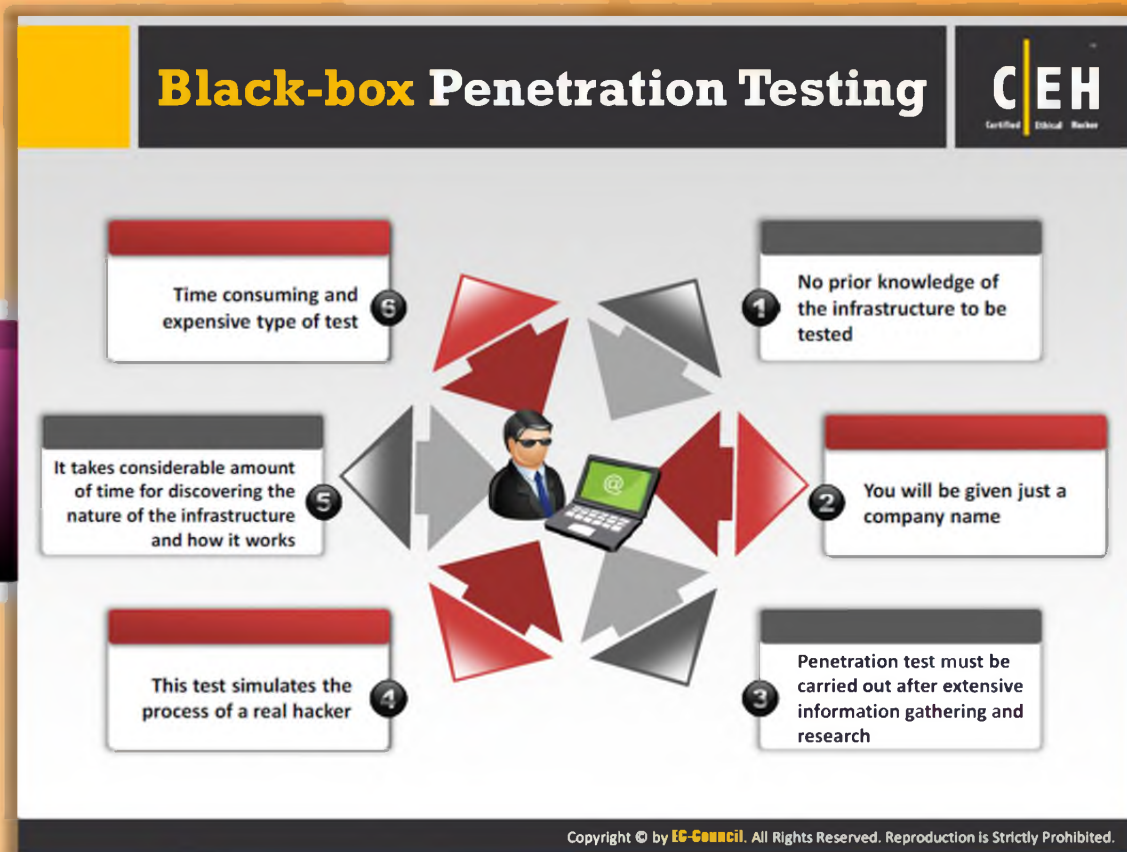 Black-box Penetration Testing
CEH
Certified Ethical Hacker
1
No prior knowledge of
the infrastructure to be
tested
2
You will be given just a
company name
3
Penetration test must be
carried out after extensive
information gathering and
research
4
This test simulates the
process of a real hacker
5
It takes considerable amount
of time for discovering the
nature of the infrastructure
and how it works
6
Time consuming and
expensive type of test
@
Copyright © by EC-Council. All Rights Reserved. Reproduction is Strictly Prohibited.